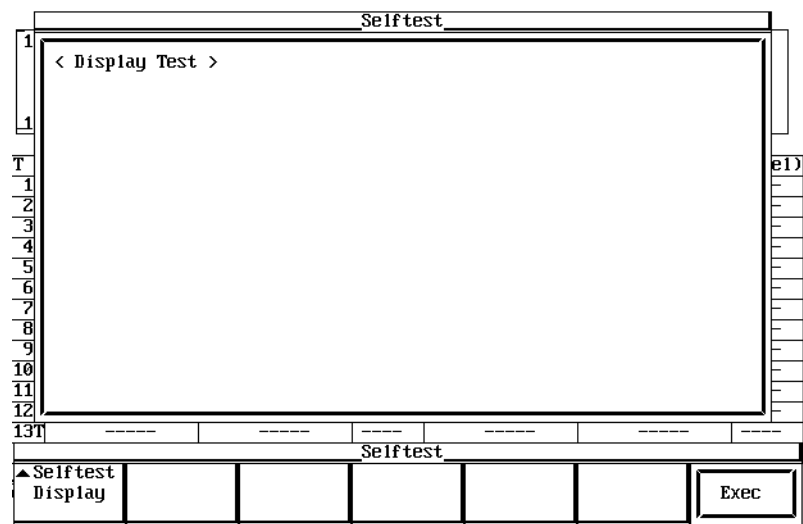 Selftest
1
< Display Test >
1
T el)
1
2
3
4
5
6
7
8
9
10
11
12
13T ----- ----- ---- ----- ----- ----
Selftest
▲Selftest
Display
Exec